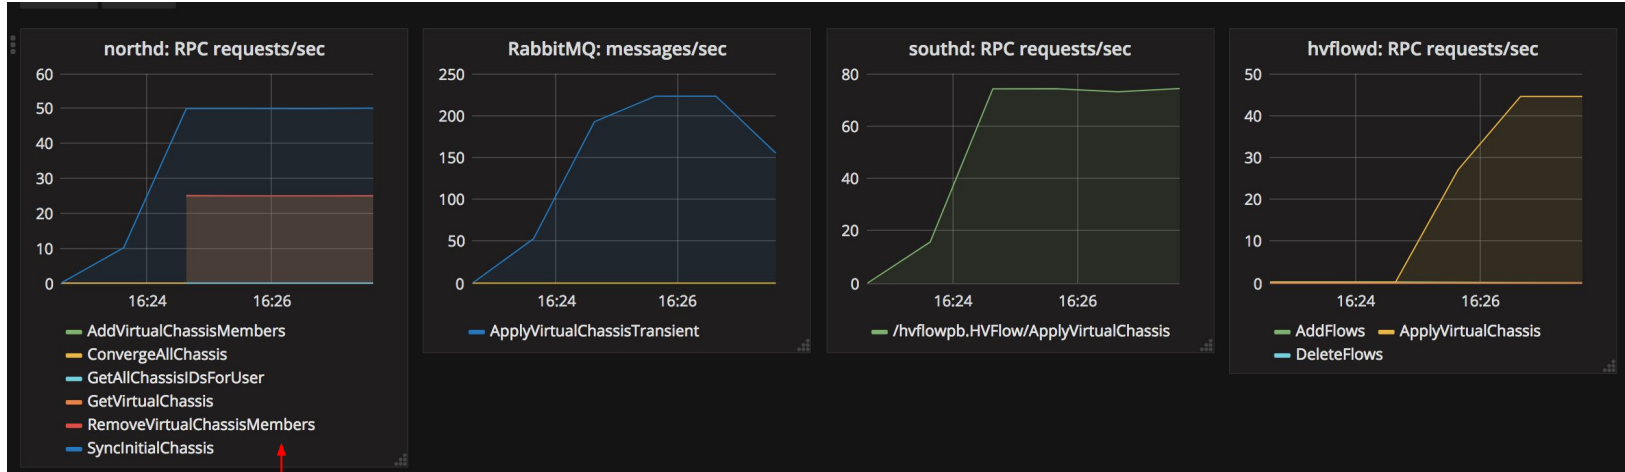 northd: RPC requests/sec
60
50
40
30
20
10
0
16:24 16:26
AddVirtualChassisMembers
ConvergeAllChassis
GetAllChassisIDsForUser
GetVirtualChassis
RemoveVirtualChassisMembers
SyncInitialChassis
RabbitMQ: messages/sec
250
200
150
100
50
0
16:24 16:26
ApplyVirtualChassisTransient
southd: RPC requests/sec
80
60
40
20
0
16:24 16:26
/hvflowpb.HVFlow/ApplyVirtualChassis
hvflowd: RPC requests/sec
50
40
30
20
10
0
16:24 16:26
AddFlows ApplyVirtualChassis
DeleteFlows